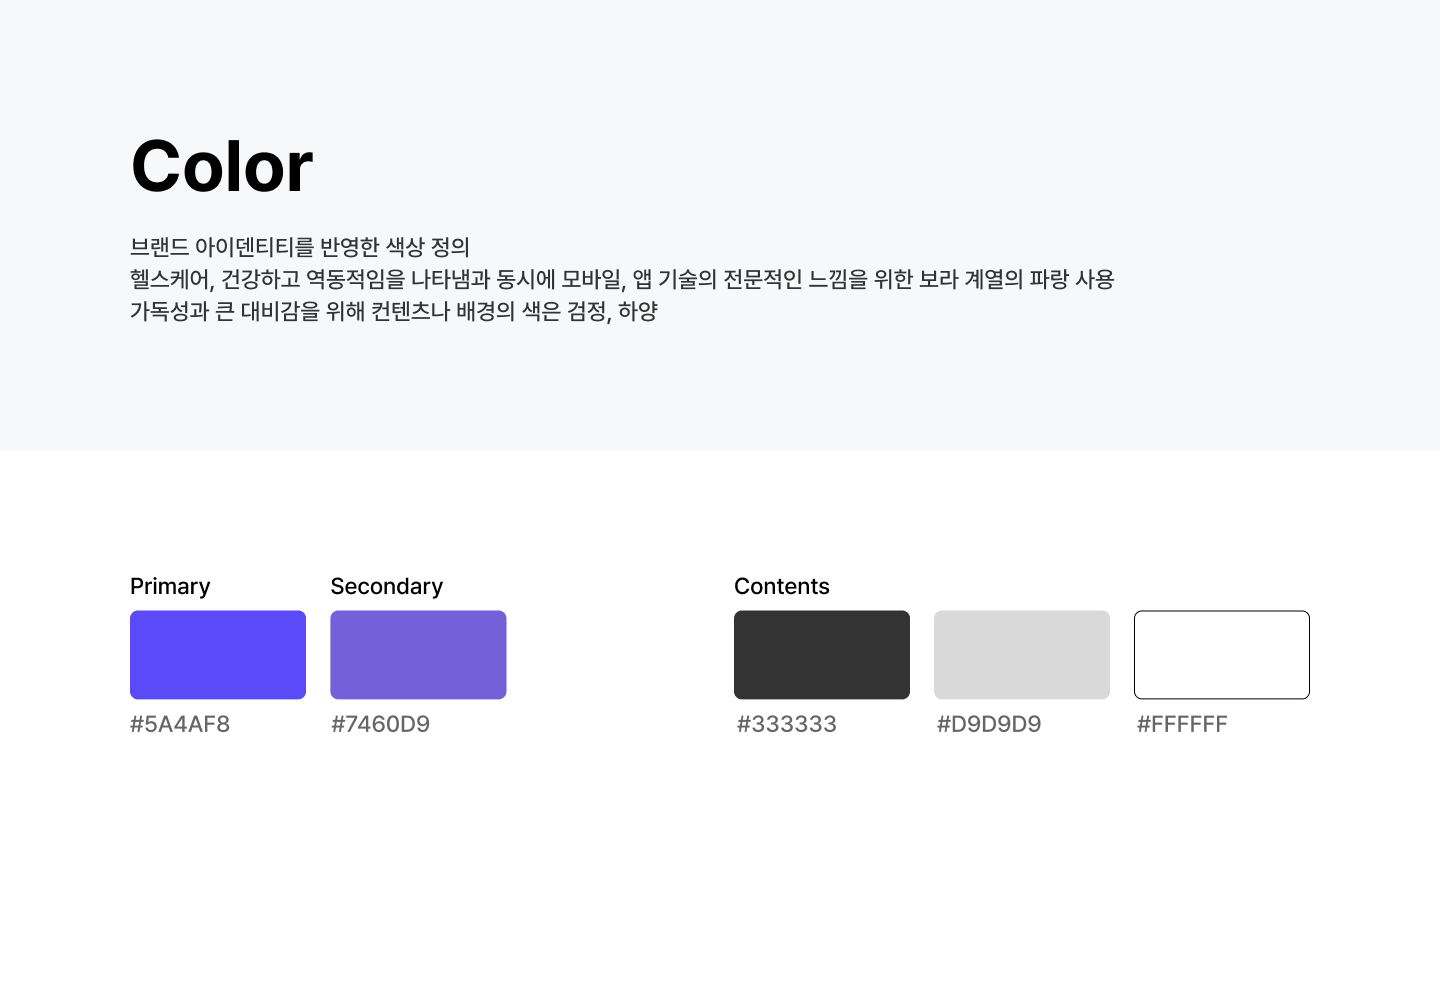 Color
브랜드 아이덴티티를 반영한 색상 정의
헬스케어, 건강하고 역동적임을 나타냄과 동시에 모바일, 앱 기술의 전문적인 느낌을 위한 보라 계열의 파랑 사용
가독성과 큰 대비감을 위해 컨텐츠나 배경의 색은 검정, 하양
Primary
Secondary
Contents
#5A4AF8
#7460D9
#333333
#D9D9D9
#FFFFFF